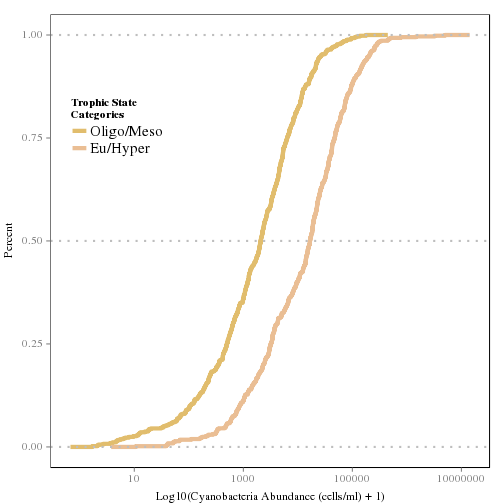 1.00
Trophic State
Categories
Oligo/Meso
Eu/Hyper
0.75
0.50
0.25
0.00
Percent
10 1000 100000 10000000
Log10(Cyanobacteria Abundance (cells/ml) + 1)